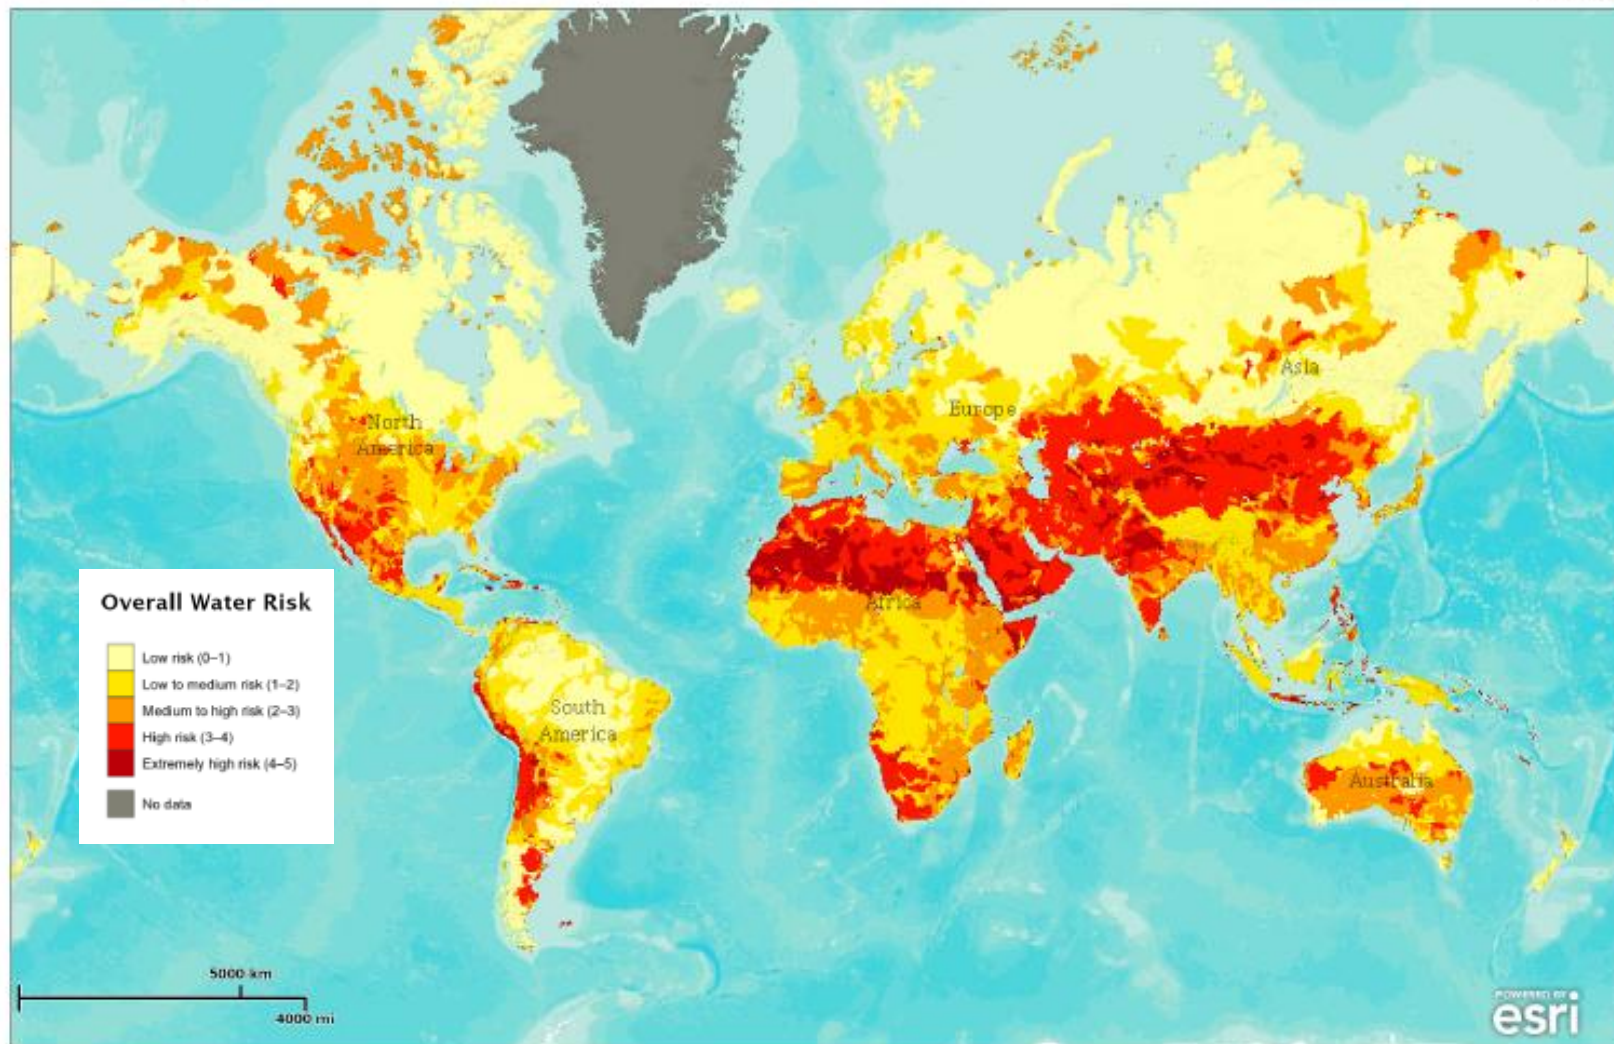 North
America
Europe
Asia
Africa
South
America
Australia
Overall Water Risk
Low risk (0–1)
Low to medium risk (1–2)
Medium to high risk (2–3)
High risk (3–4)
Extremely high risk (4–5)
No data
5000 km
4000 mi
POWERED BY
esri